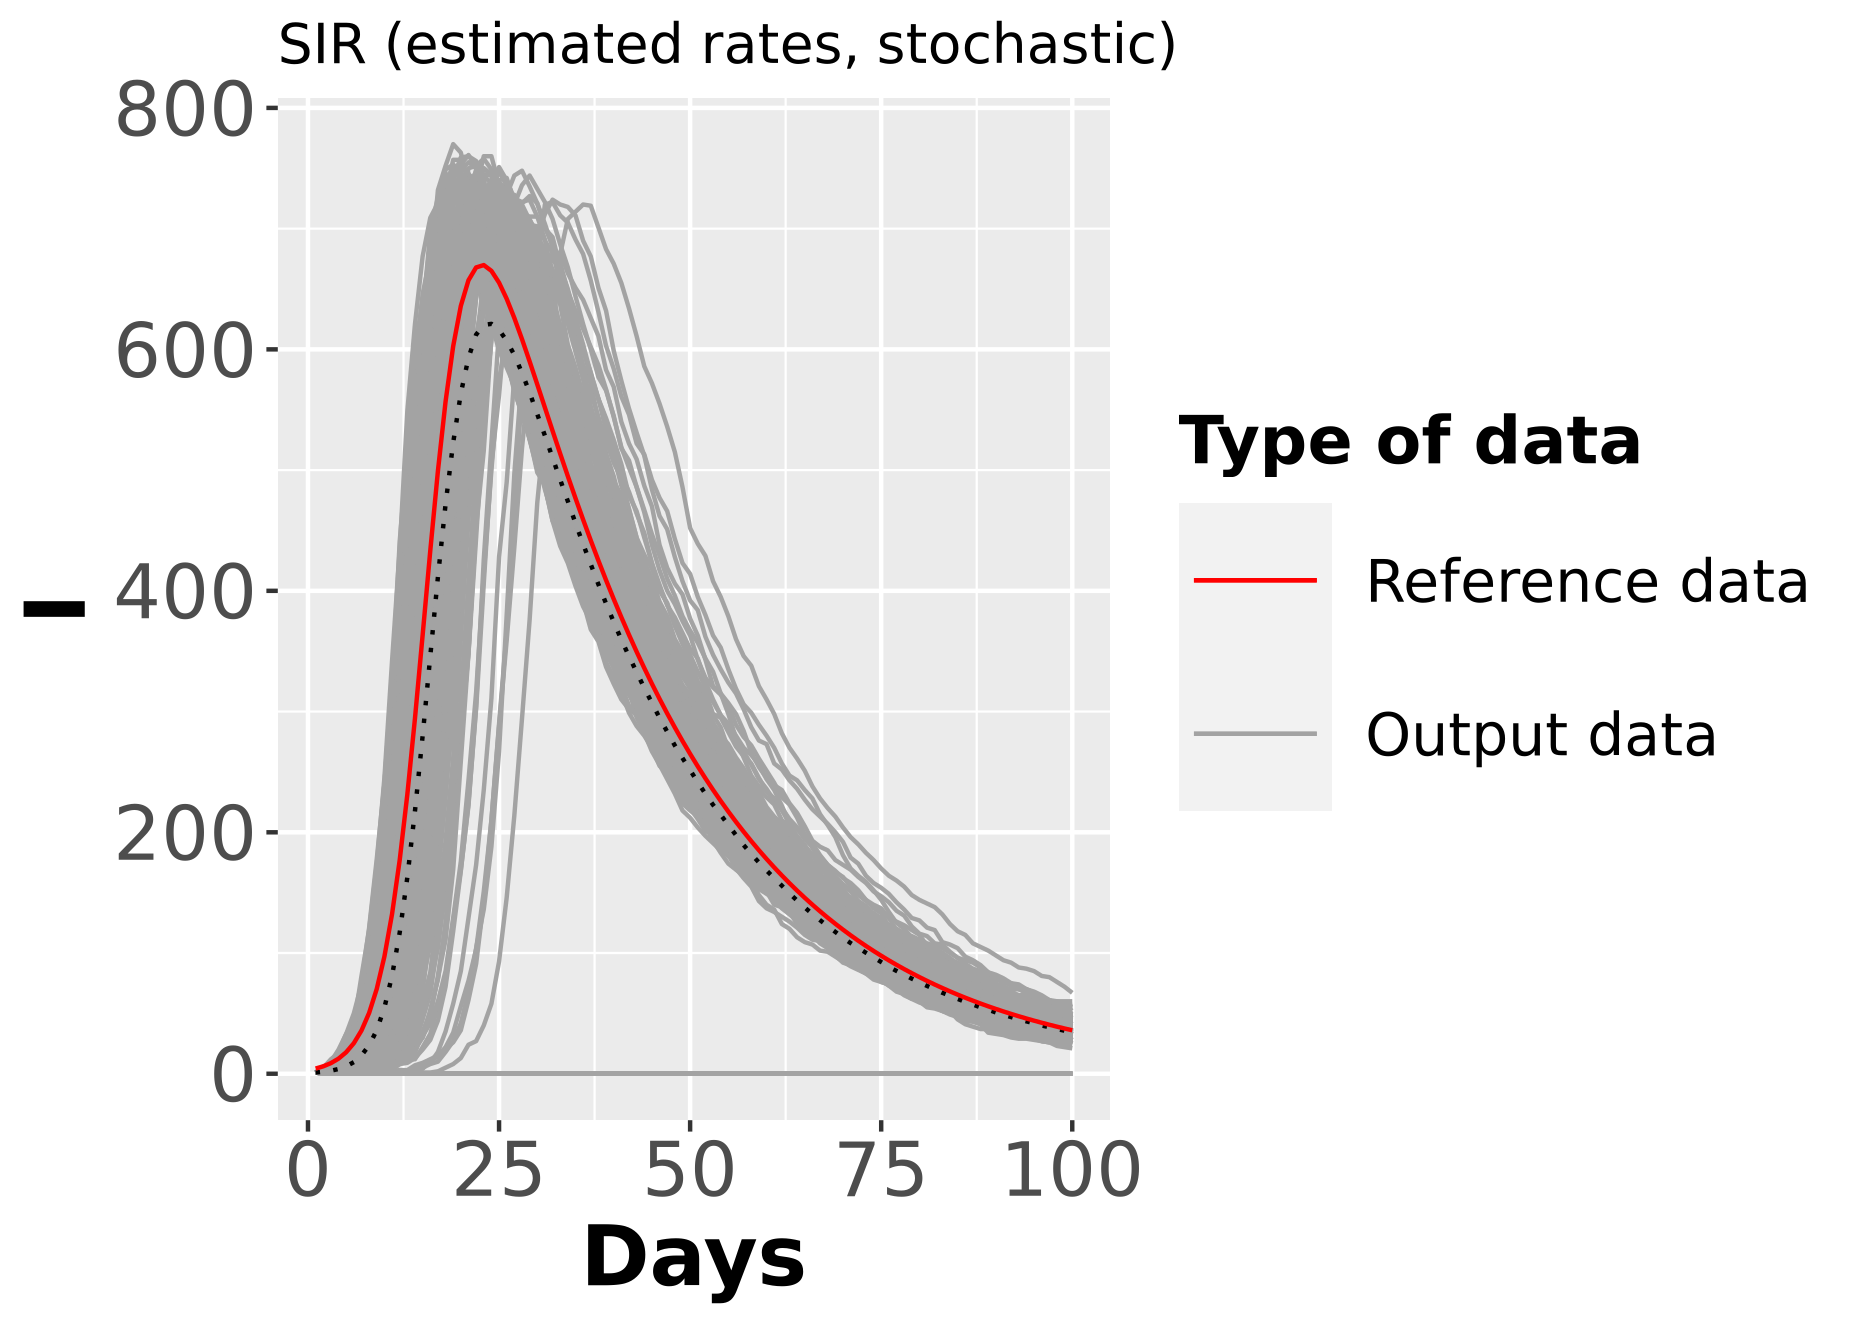 SIR (estimated rates, stochastic)
800
600
400
200
0
I
0 25 50 75 100
Days
Type of data
Reference data
Output data